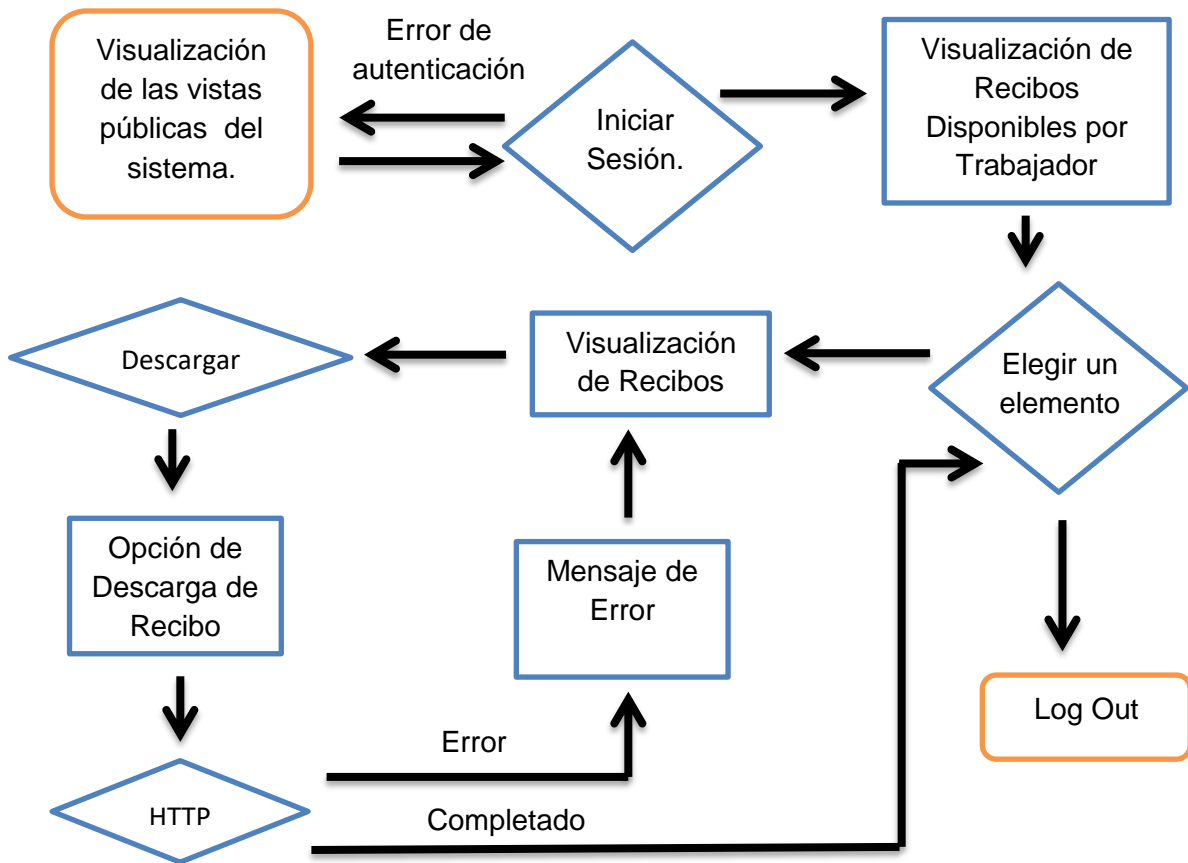 Visualización
de las vistas
públicas del
sistema.
Error de
autenticación
Iniciar
Sesión.
Visualización de
Recibos
Disponibles por
Trabajador
Descargar
Visualización
de Recibos
Elegir un
elemento
Opción de
Descarga de
Recibo
Mensaje de
Error
Log Out
Error
HTTP
Completado